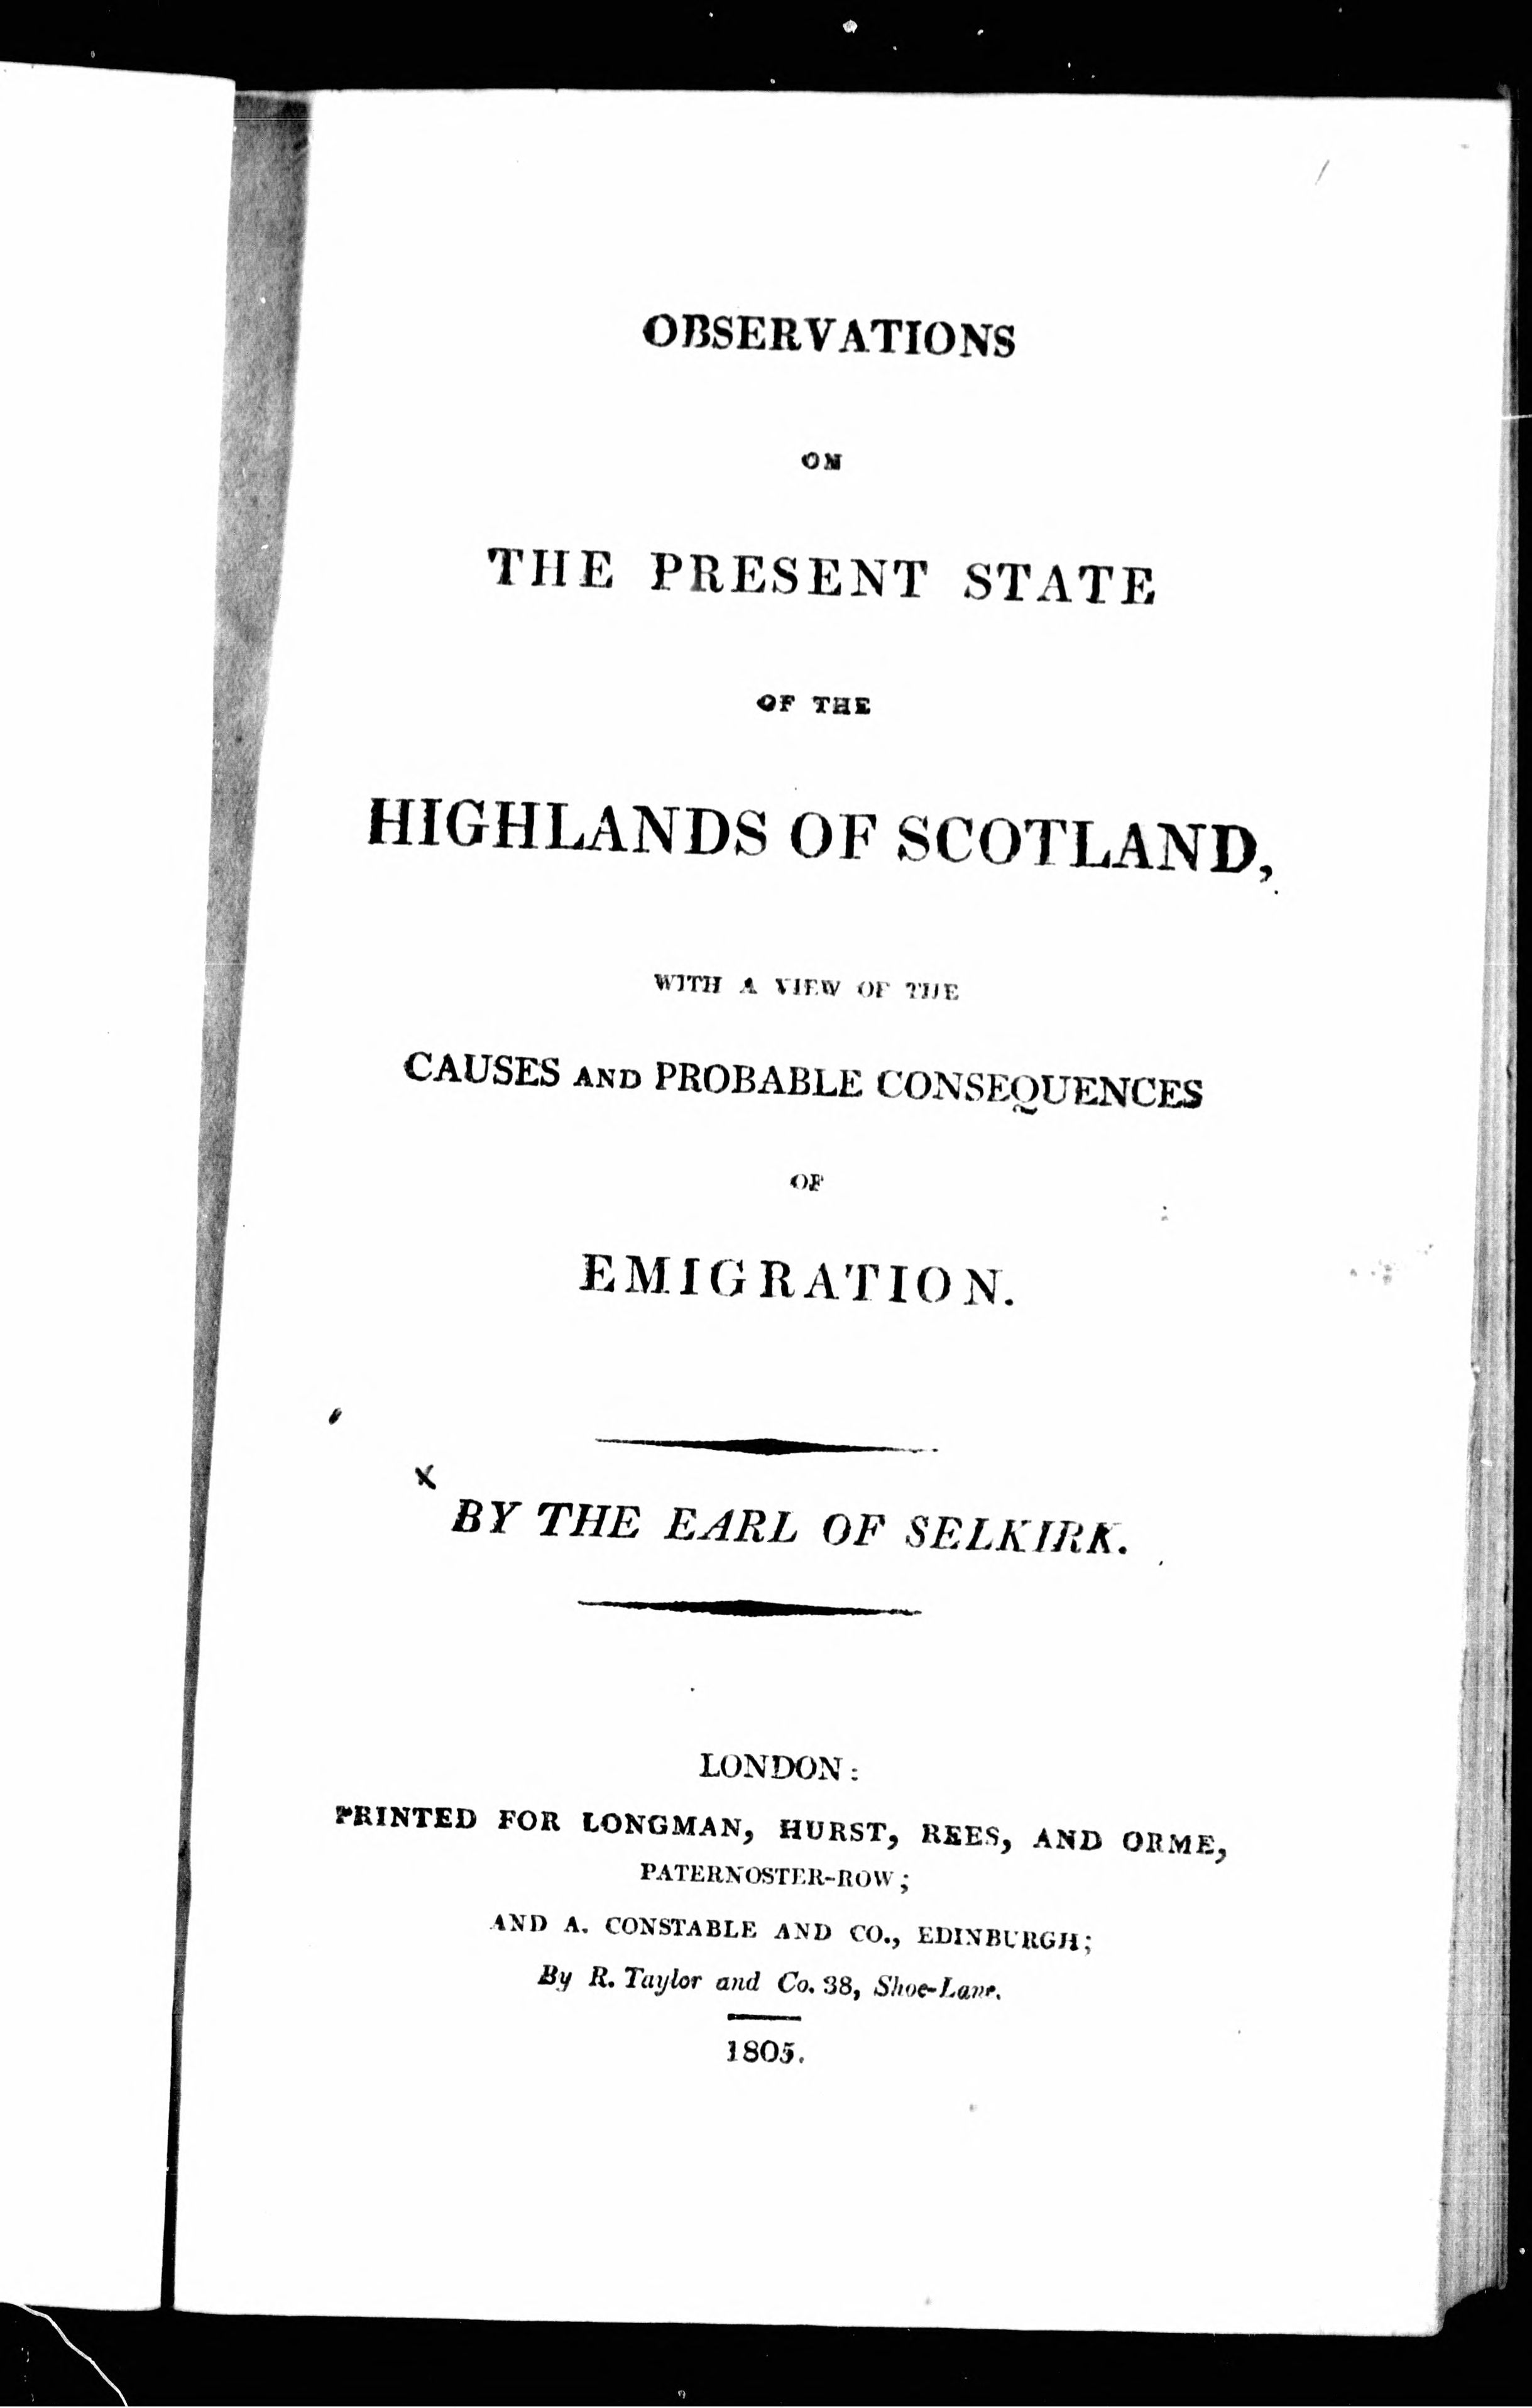 OBSERVATIONS
ON
THE PRESENT STATE
OF THE
HIGHLANDS OF SCOTLAND,
WITH A VIEW OF THE
CAUSES AND PROBABLE CONSEQUENCES
OF
EMIGRATION.
BY THE EARL OF SELKIRK.
LONDON:
PRINTED FOR LONGMAN, HURST, REES, AND ORME,
PATERNOSTER-ROW;
AND A. CONSTABLE AND CO., EDINBURGH;
By R. Taylor and Co. 38, Shoe-Lane.
1805.